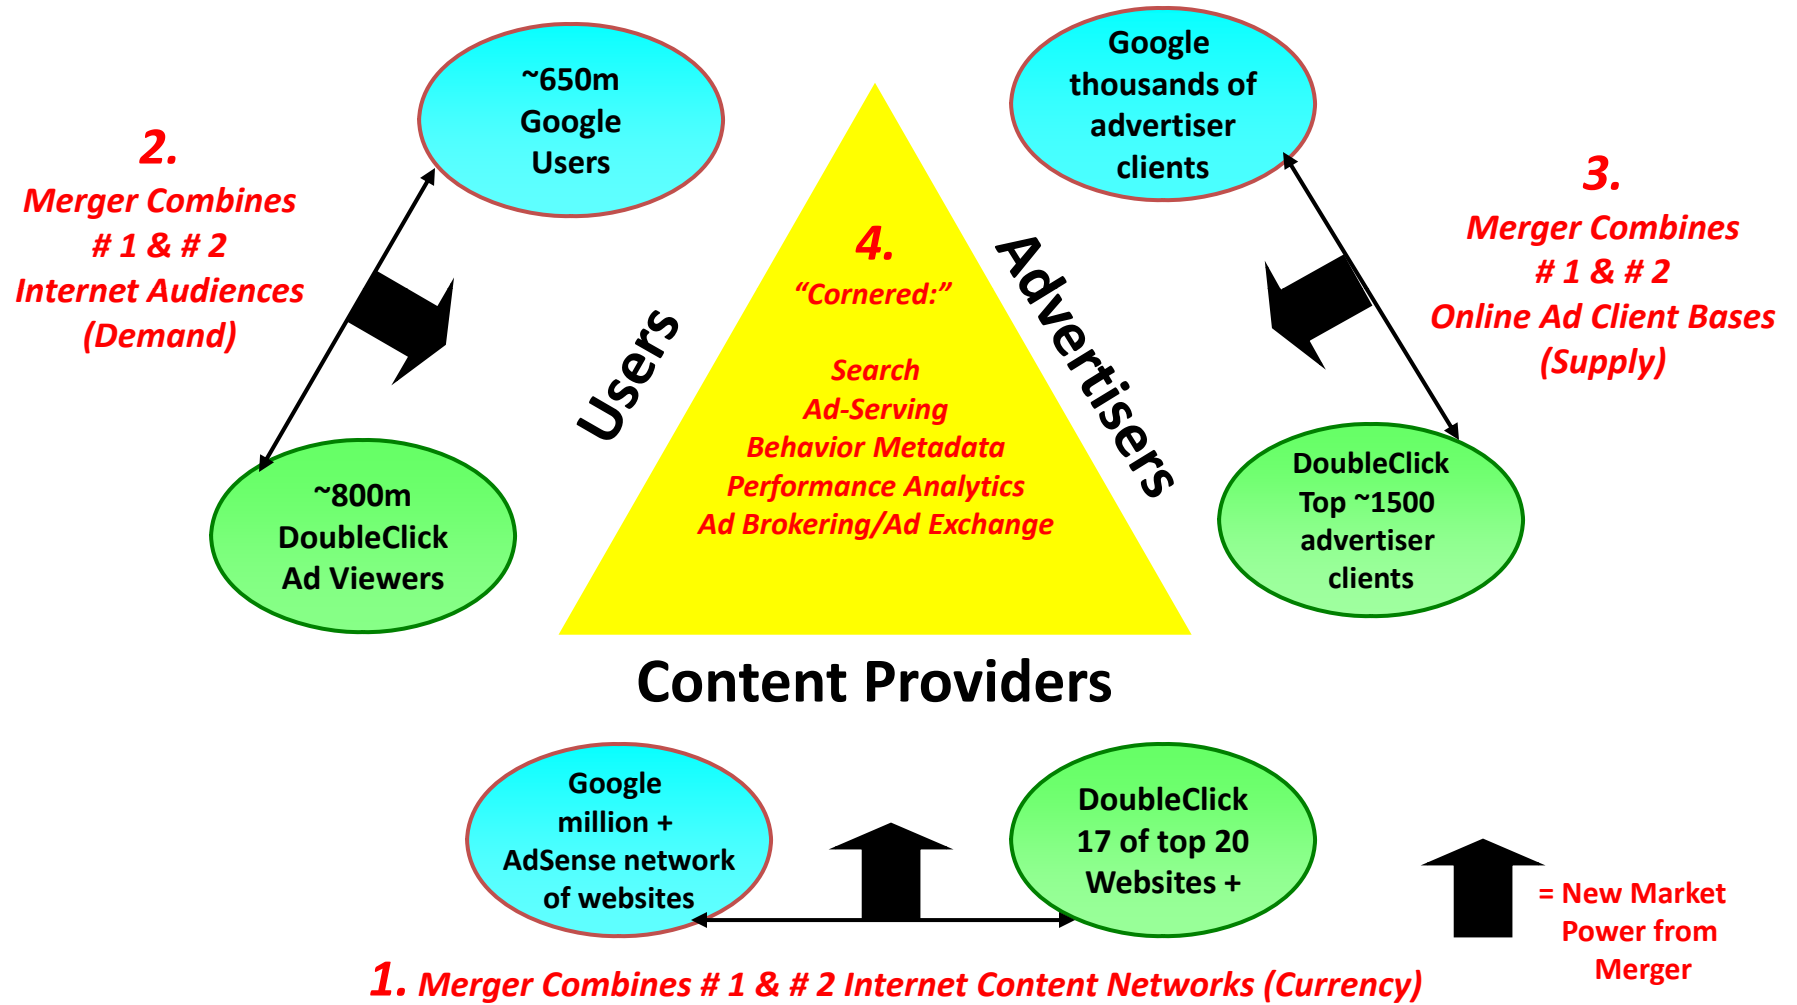 ~650m
Google
Users
Google
thousands of
advertiser
clients
2.
Merger Combines
# 1 & # 2
Internet Audiences
(Demand)
3.
Merger Combines
# 1 & # 2
Online Ad Client Bases
(Supply)
4.
“Cornered:”
Search
Ad-Serving
Behavior Metadata
Performance Analytics
Ad Brokering/Ad Exchange
Users
Advertisers
~800m
DoubleClick
Ad Viewers
DoubleClick
Top ~1500
advertiser
clients
Content Providers
Google
million +
AdSense network
of websites
DoubleClick
17 of top 20
Websites +
= New Market
Power from
Merger
1. Merger Combines # 1 & # 2 Internet Content Networks (Currency)